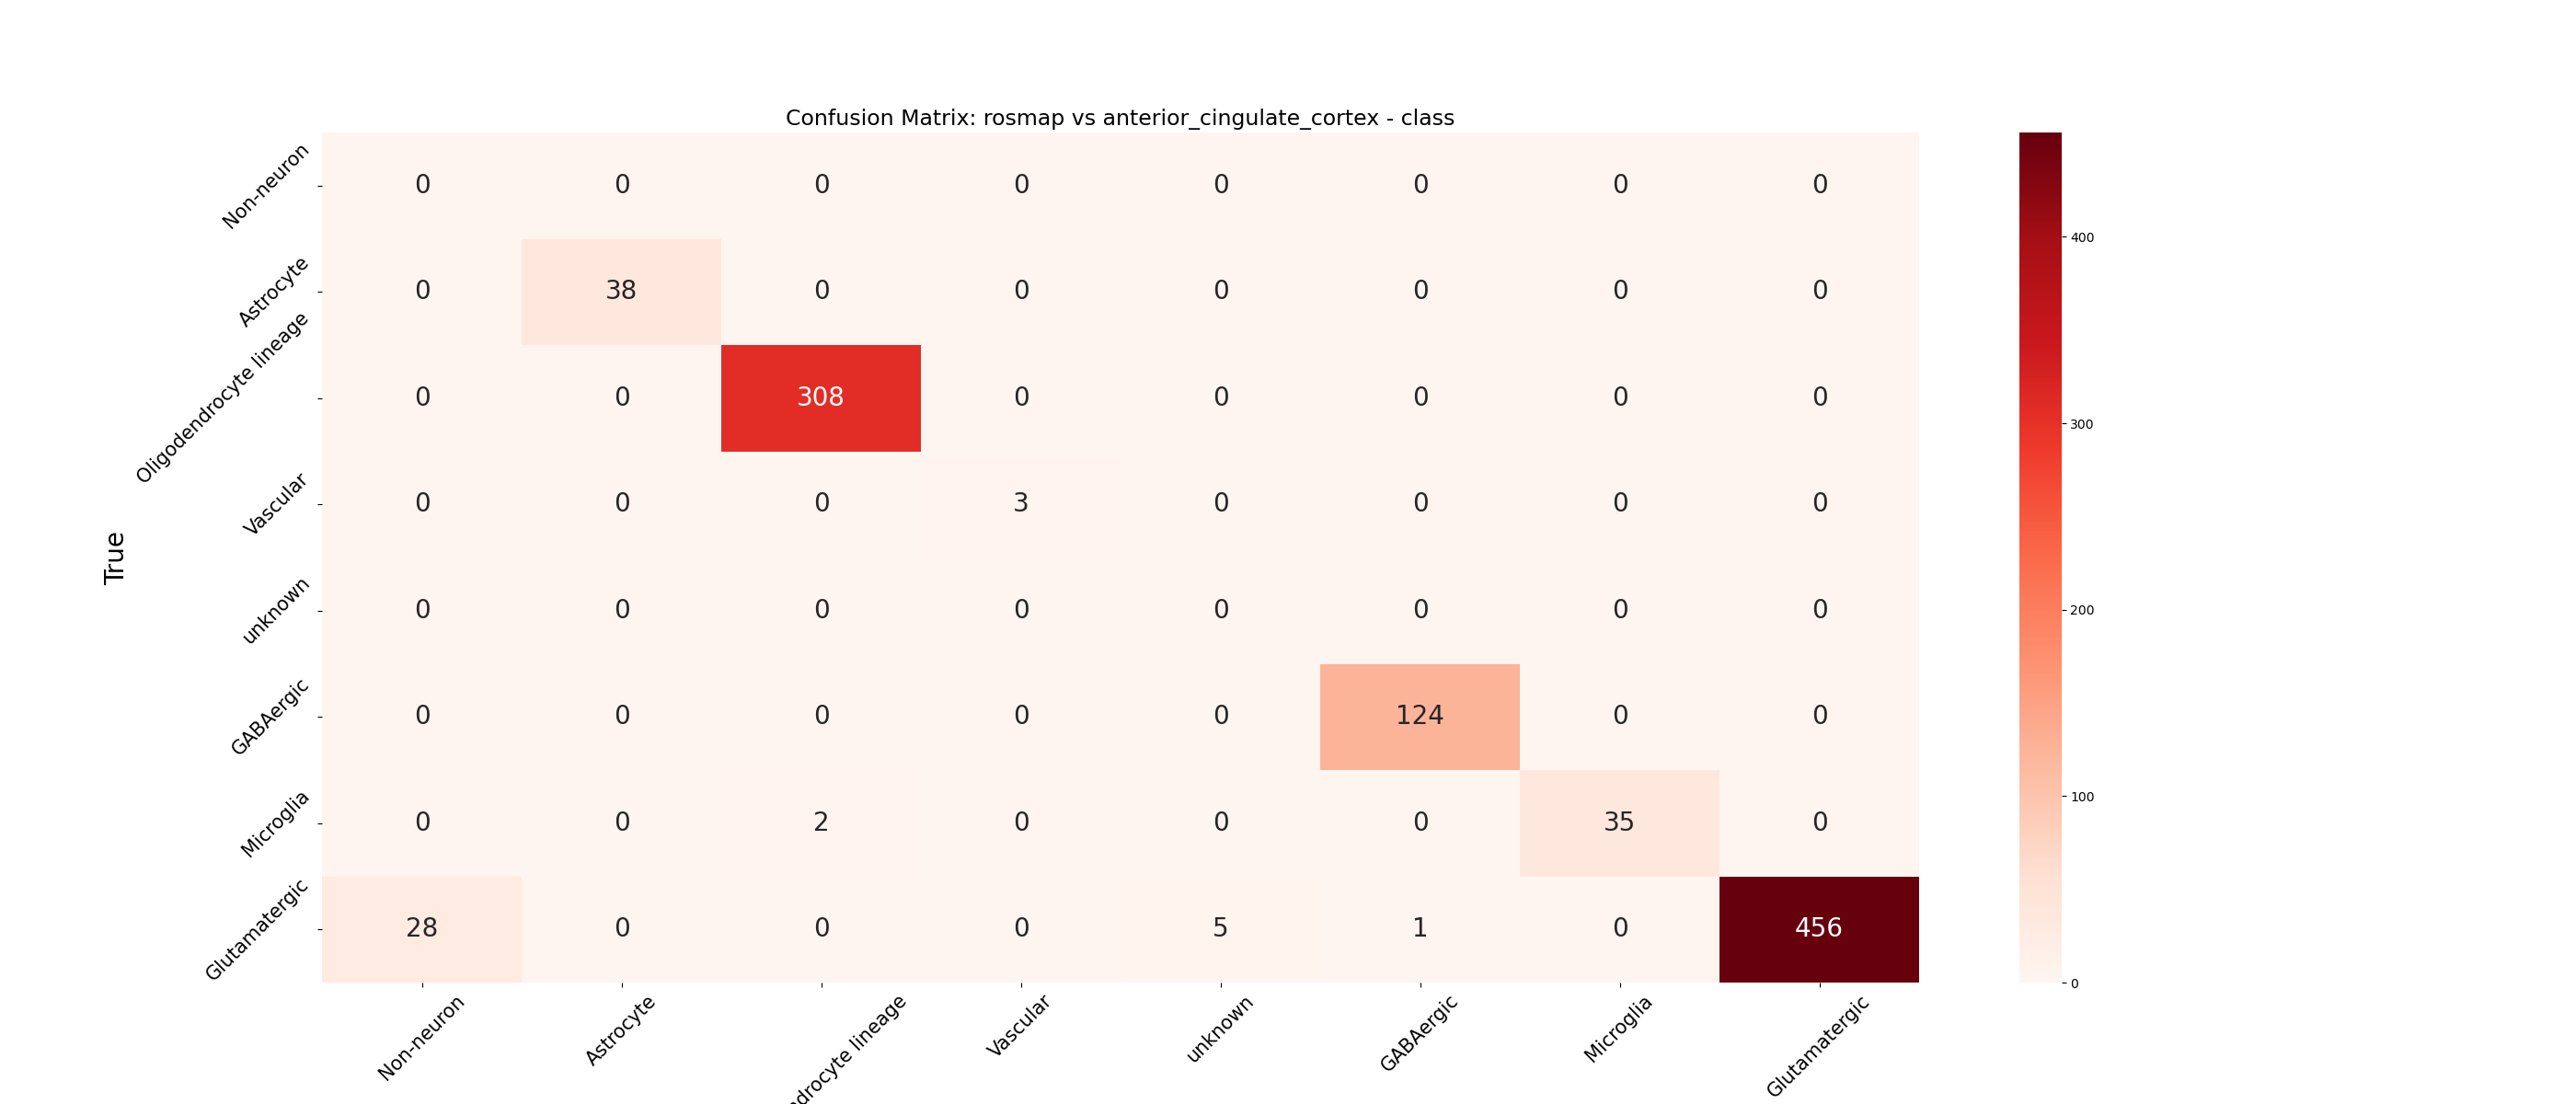 Confusion Matrix: rosmap vs anterior_cingulate_cortex - class
True
Non-neuron 0 0 0 0 0 0 0 0
Astrocyte 0 38 0 0 0 0 0 0
Oligodendrocyte lineage 0 0 308 0 0 0 0 0
Vascular 0 0 0 3 0 0 0 0
unknown 0 0 0 0 0 0 0 0
GABAergic 0 0 0 0 0 124 0 0
Microglia 0 0 2 0 0 0 35 0
Glutamatergic 28 0 0 0 5 1 0 456
Non-neuron Astrocyte ndrocyte lineage Vascular unknown GABAergic Microglia Glutamatergic
400
300
200
100
0